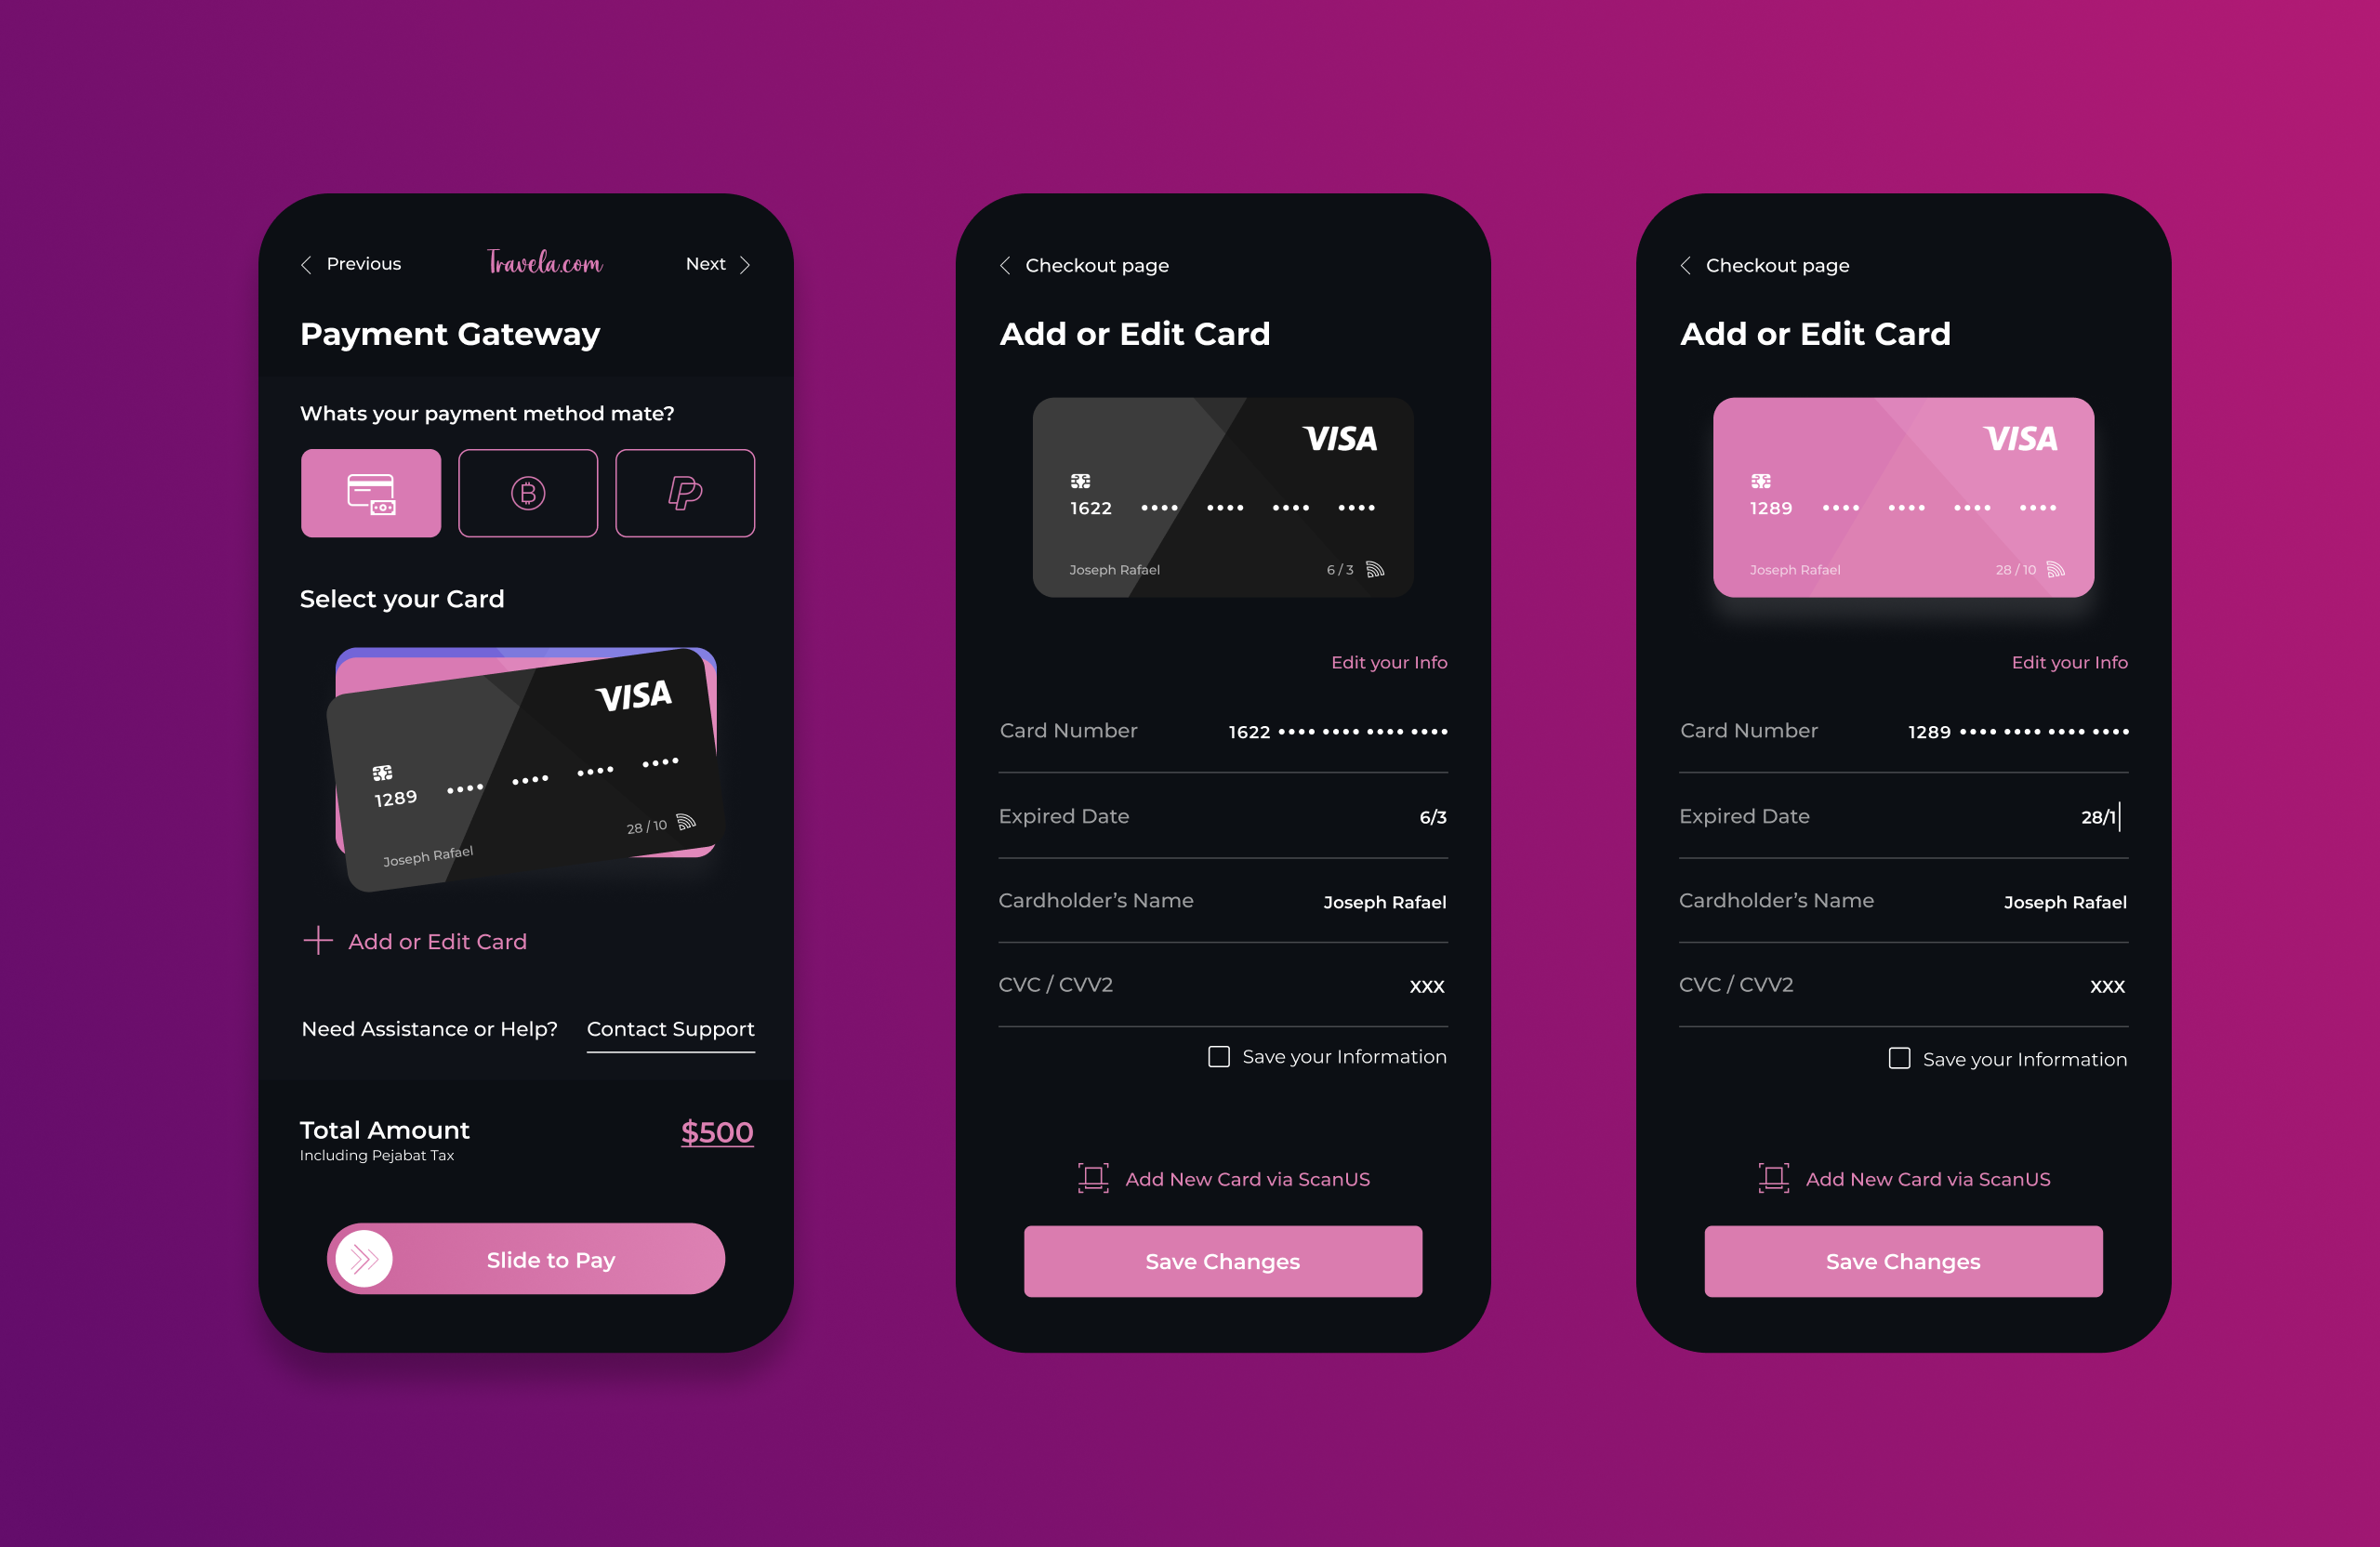 Previous
Travela.com
Next
Payment Gateway
Whats your payment method mate?
Select your Card
VISA
1289 •••• •••• •••• ••••
28 / 10
Joseph Rafael
Add or Edit Card
Need Assistance or Help? Contact Support
Total Amount $500
Including Pejabat Tax
Slide to Pay
Checkout page
Add or Edit Card
VISA
1622 •••• •••• •••• ••••
Joseph Rafael 6 / 3
Edit your Info
Card Number 1622 •••• •••• •••• ••••
Expired Date 6/3
Cardholder’s Name Joseph Rafael
CVC / CVV2 XXX
Save your Information
Add New Card via ScanUS
Save Changes
Checkout page
Add or Edit Card
VISA
1289 •••• •••• •••• ••••
Joseph Rafael 28 / 10
Edit your Info
Card Number 1289 •••• •••• •••• ••••
Expired Date 28/1
Cardholder’s Name Joseph Rafael
CVC / CVV2 XXX
Save your Information
Add New Card via ScanUS
Save Changes